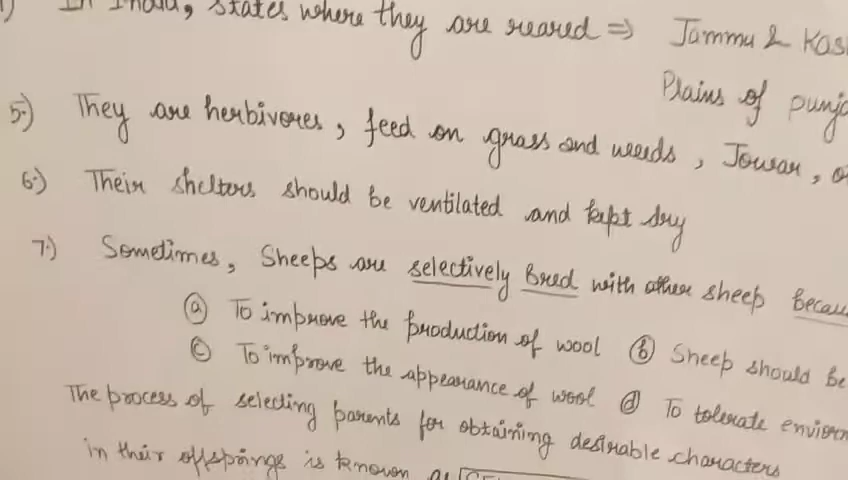 In India, states where they are reared ⇒ Jammu &
Plains of
5.) They are herbivores, feed on grass and weeds, Jowar,
6.) Their shelters should be ventilated and kept dry
7.) Sometimes, Sheeps are selectively Bred with other sheep
(a) To improve the production of wool (b) Sheep should be
(c) To improve the appearance of wool (d) To tolerate
The process of selecting parents for obtaining desirable characters
in their offsprings is known as